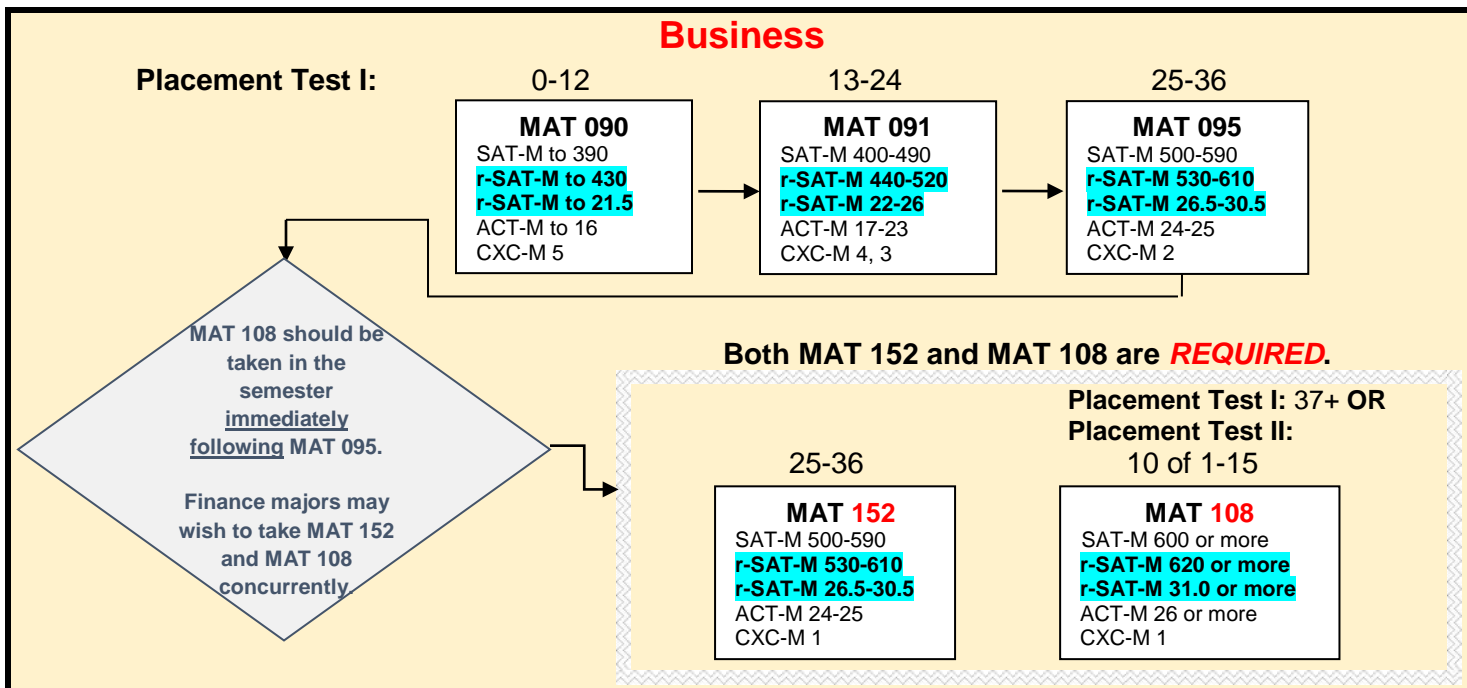 Business
Placement Test I:
0-12
13-24
25-36
MAT 090
SAT-M to 390
r-SAT-M to 430
r-SAT-M to 21.5
ACT-M to 16
CXC-M 5
MAT 091
SAT-M 400-490
r-SAT-M 440-520
r-SAT-M 22-26
ACT-M 17-23
CXC-M 4, 3
MAT 095
SAT-M 500-590
r-SAT-M 530-610
r-SAT-M 26.5-30.5
ACT-M 24-25
CXC-M 2
MAT 108 should be
taken in the
semester
immediately
following MAT 095.
Finance majors may
wish to take MAT 152
and MAT 108
concurrently.
Both MAT 152 and MAT 108 are REQUIRED.
Placement Test I: 37+ OR
Placement Test II:
25-36
10 of 1-15
MAT 152
SAT-M 500-590
r-SAT-M 530-610
r-SAT-M 26.5-30.5
ACT-M 24-25
CXC-M 1
MAT 108
SAT-M 600 or more
r-SAT-M 620 or more
r-SAT-M 31.0 or more
ACT-M 26 or more
CXC-M 1